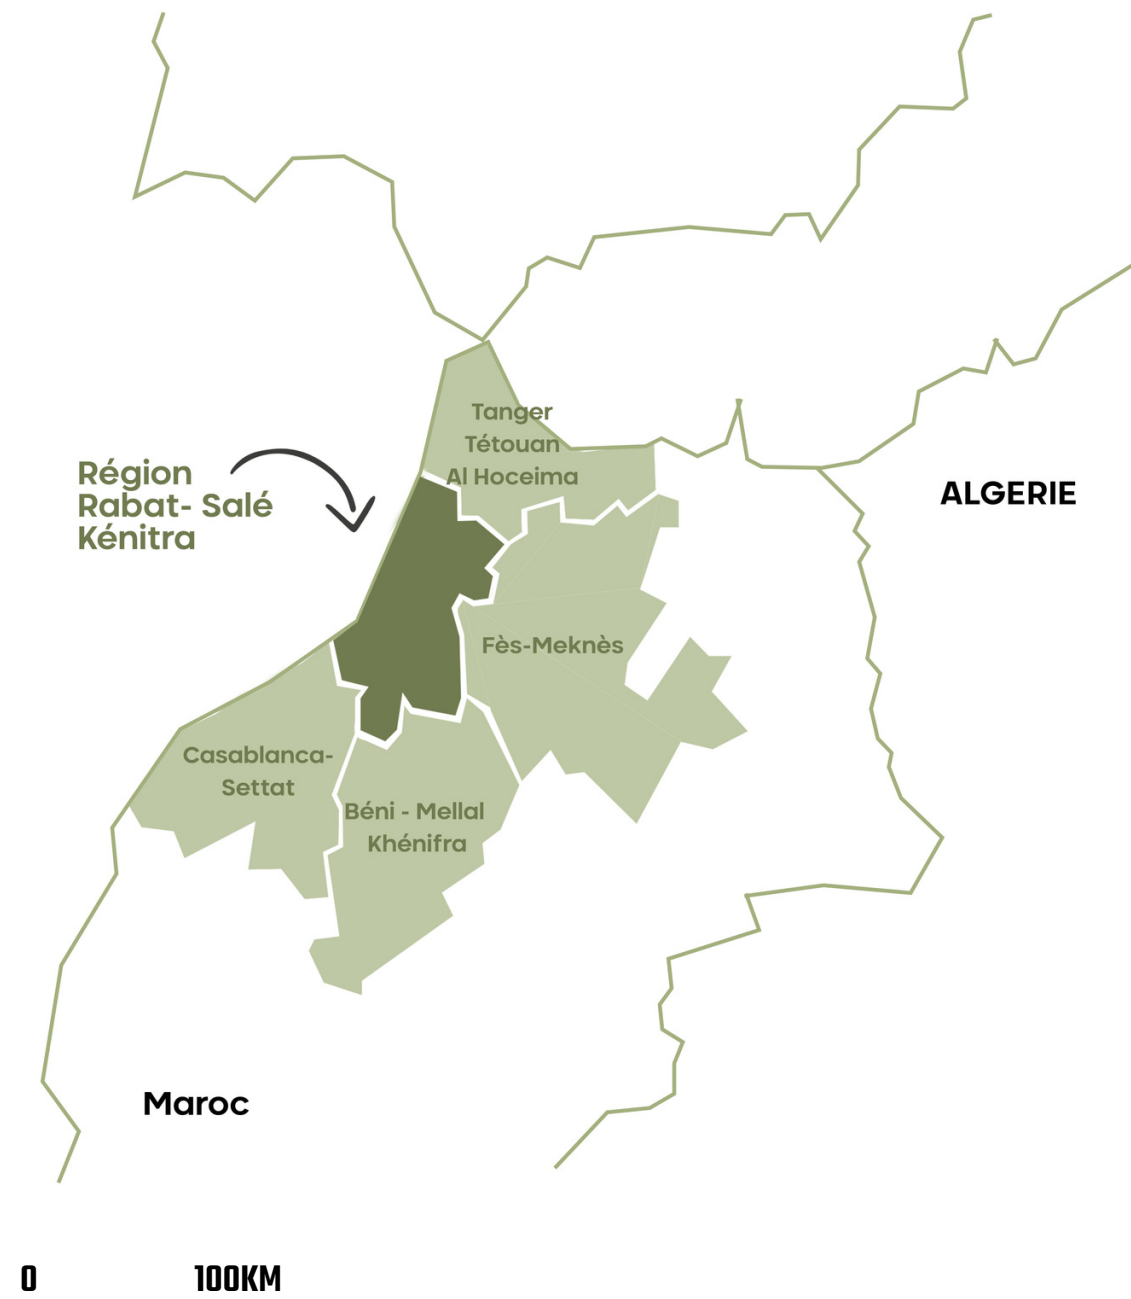 Tanger
Tétouan
Al Hoceima
Région
Rabat- Salé
Kénitra
ALGERIE
Fès-Meknès
Casablanca-
Settat
Béni - Mellal
Khénifra
Maroc
0 100KM